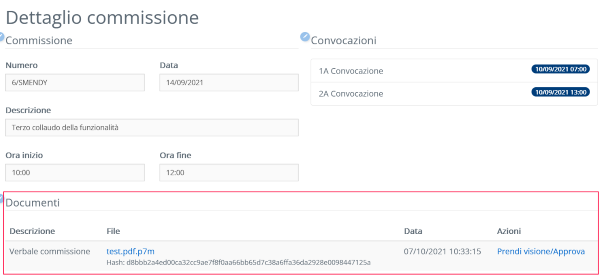 Dettaglio commissione
Commissione
Numero Data
6/SMENDY 14/09/2021
Descrizione
Terzo collaudo della funzionalità
Ora inizio Ora fine
10:00 12:00
Convocazioni
1A Convocazione 10/09/2021 07:00
2A Convocazione 10/09/2021 13:00
Documenti
Descrizione File Data Azioni
Verbale commissione test.pdf.p7m 07/10/2021 10:33:15 Prendi visione/Approva
Hash: d8bbb2a4ed00ca32cc9ae7f8f0aa66bb65d7c38a6ffa36da2928e0098447125a